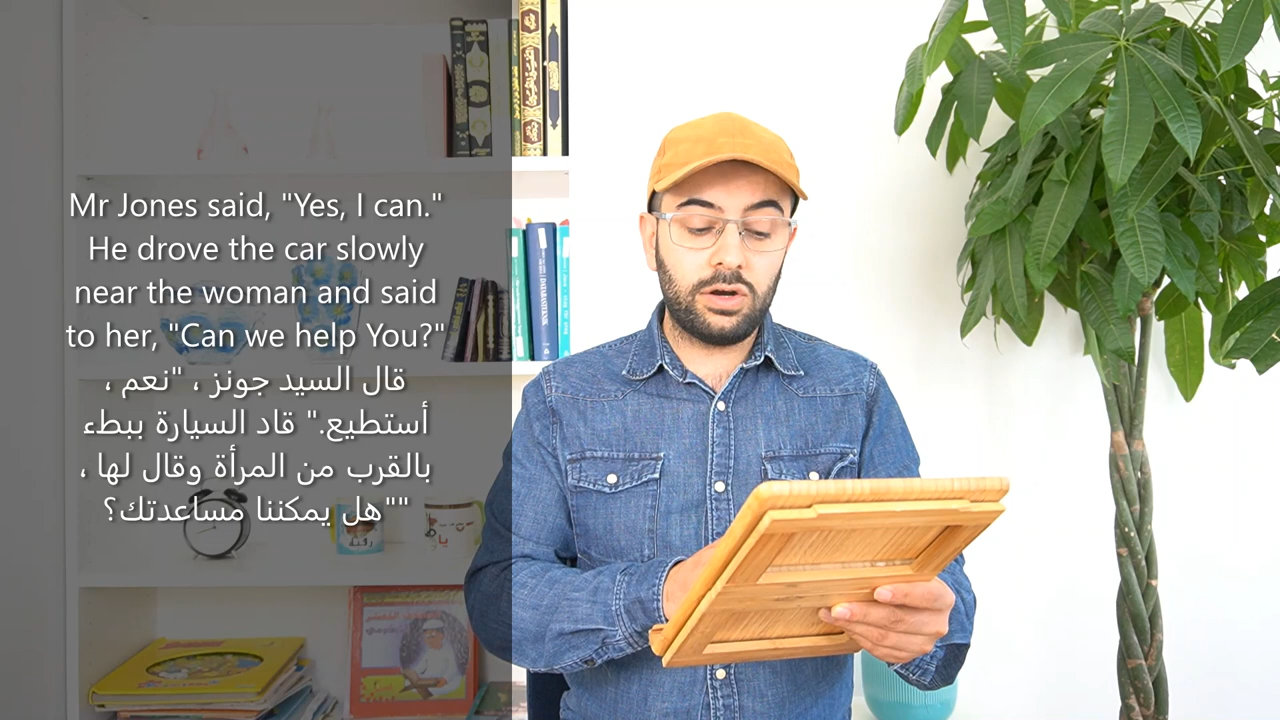 Mr Jones said, "Yes, I can."
He drove the car slowly
near the woman and said
to her, "Can we help You?"
قال السيد جونز ، "نعم ،
أستطيع." قاد السيارة ببطء
بالقرب من المرأة وقال لها ،
""هل يمكننا مساعدتك؟
DATABASTEKNIK